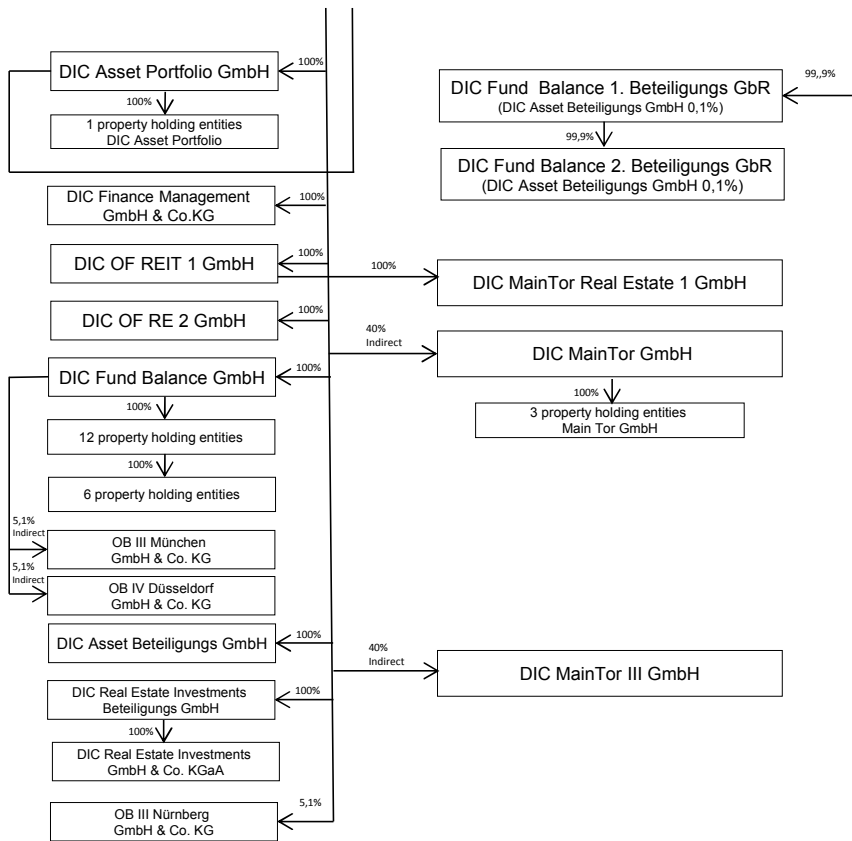 100%
DIC Asset Portfolio GmbH
100%
1 property holding entities
DIC Asset Portfolio
99,,9%
DIC Fund  Balance 1. Beteiligungs GbR
(DIC Asset Beteiligungs GmbH 0,1%)
99,9%
DIC Fund Balance 2. Beteiligungs GbR
(DIC Asset Beteiligungs GmbH 0,1%)
DIC Finance Management
GmbH & Co.KG
100%
DIC OF REIT 1 GmbH
100%
100%
DIC MainTor Real Estate 1 GmbH
DIC OF RE 2 GmbH
100%
40%
Indirect
DIC MainTor GmbH
100%
3 property holding entities
Main Tor GmbH
DIC Fund Balance GmbH
100%
100%
12 property holding entities
100%
6 property holding entities
5,1%
Indirect
OB III München
GmbH & Co. KG
5,1%
Indirect
OB IV Düsseldorf
GmbH & Co. KG
DIC Asset Beteiligungs GmbH
100%
40%
Indirect
DIC MainTor III GmbH
DIC Real Estate Investments
Beteiligungs GmbH
100%
100%
DIC Real Estate Investments
GmbH & Co. KGaA
OB III Nürnberg
GmbH & Co. KG
5,1%